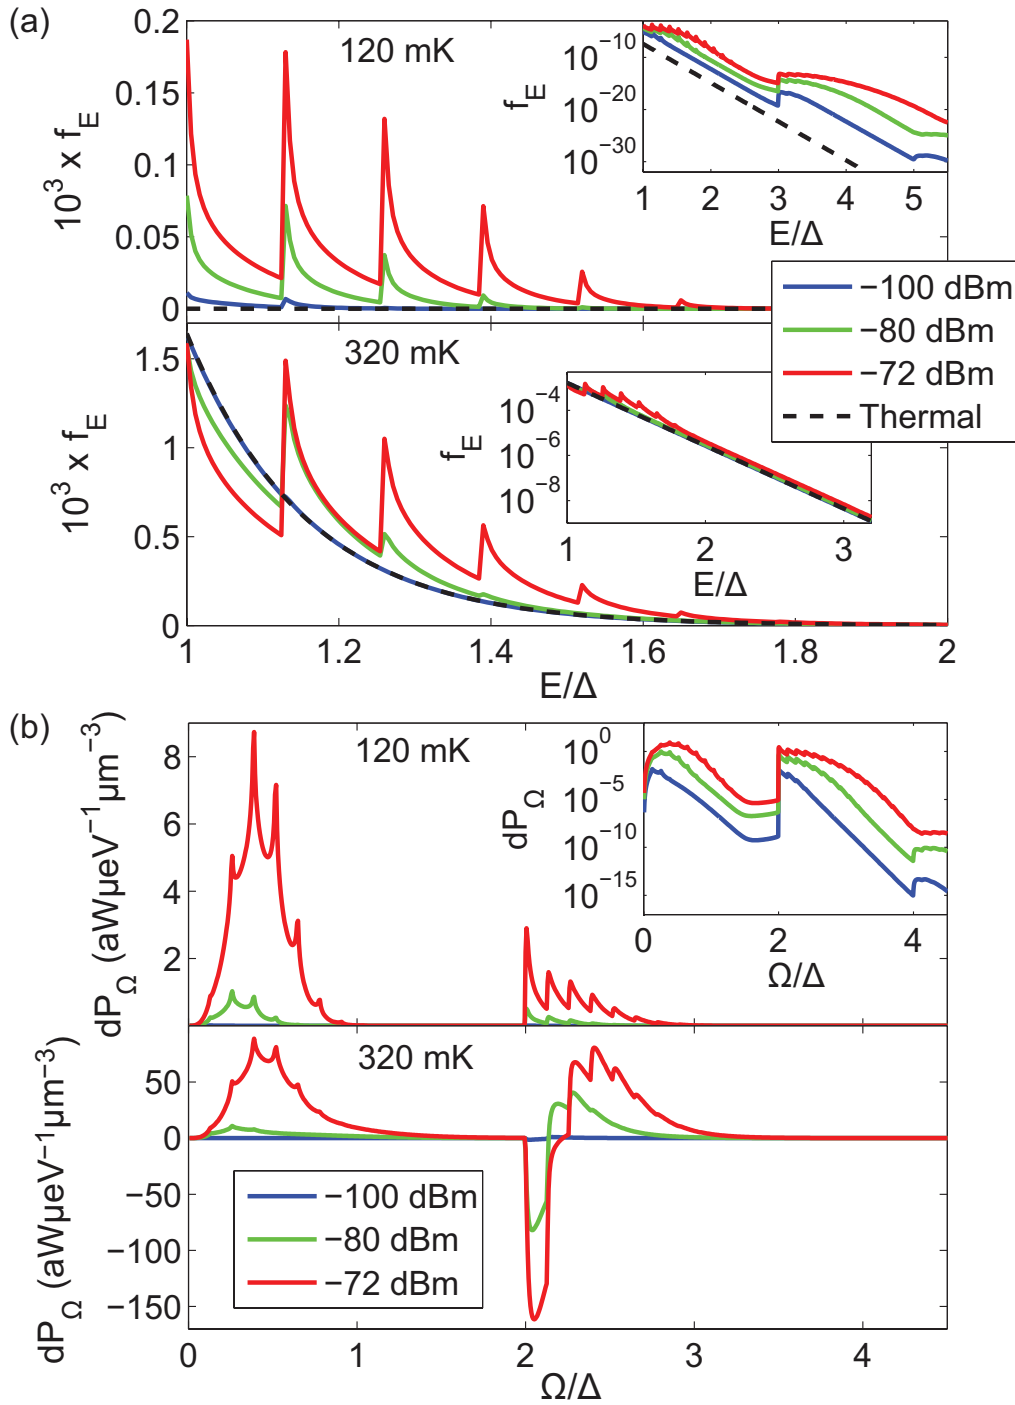 (a)
120 mK
0.2
0.15
0.1
0.05
0
10³ x f_E
10⁻¹⁰
10⁻²⁰
10⁻³⁰
f_E
1 2 3 4 5
E/Δ
−100 dBm
−80 dBm
−72 dBm
Thermal
320 mK
1.5
1
0.5
0
10³ x f_E
10⁻⁴
10⁻⁶
10⁻⁸
f_E
1 2 3
E/Δ
1 1.2 1.4 1.6 1.8 2
E/Δ
(b)
120 mK
8
6
4
2
dP_Ω (aWµeV⁻¹µm⁻³)
10⁰
10⁻⁵
10⁻¹⁰
10⁻¹⁵
dP_Ω
0 2 4
Ω/Δ
320 mK
50
0
−50
−100
−150
dP_Ω (aWµeV⁻¹µm⁻³)
−100 dBm
−80 dBm
−72 dBm
0 1 2 3 4
Ω/Δ